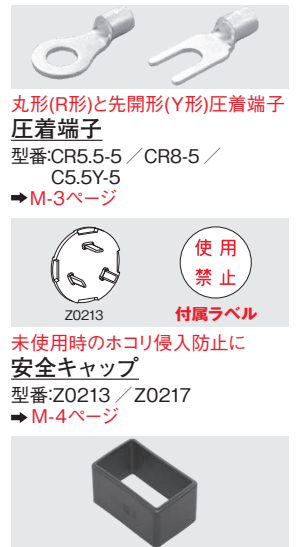 丸形(R形)と先開形(Y形)圧着端子
圧着端子
型番:CR5.5-5／CR8-5／
C5.5Y-5
➡M-3ページ
使用
禁止
Z0213
付属ラベル
未使用時のホコリ侵入防止に
安全キャップ
型番:Z0213／Z0217
➡M-4ページ